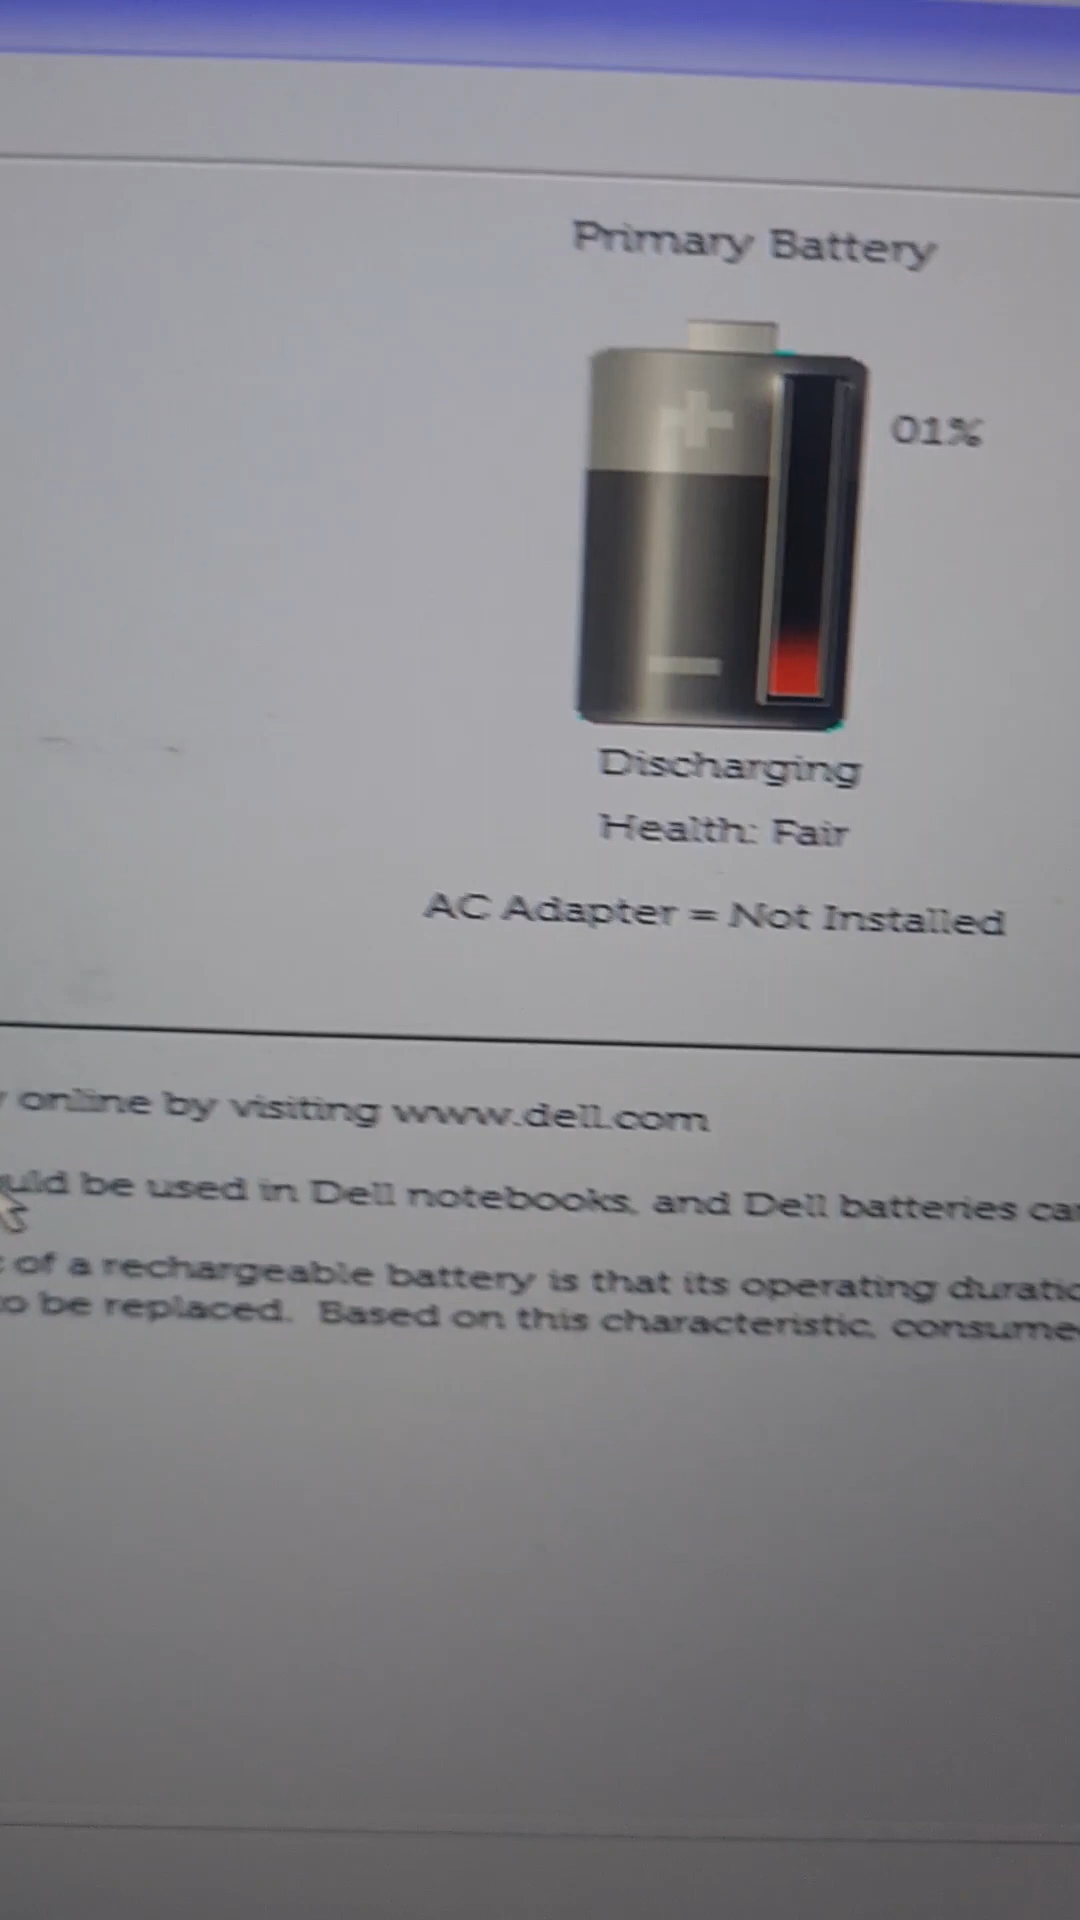 Primary Battery
01%
Discharging
Health: Fair
AC Adapter = Not Installed
online by visiting www.dell.com
be used in Dell notebooks, and Dell batteries
of a rechargeable battery is that its operating
to be replaced. Based on this characteristic,